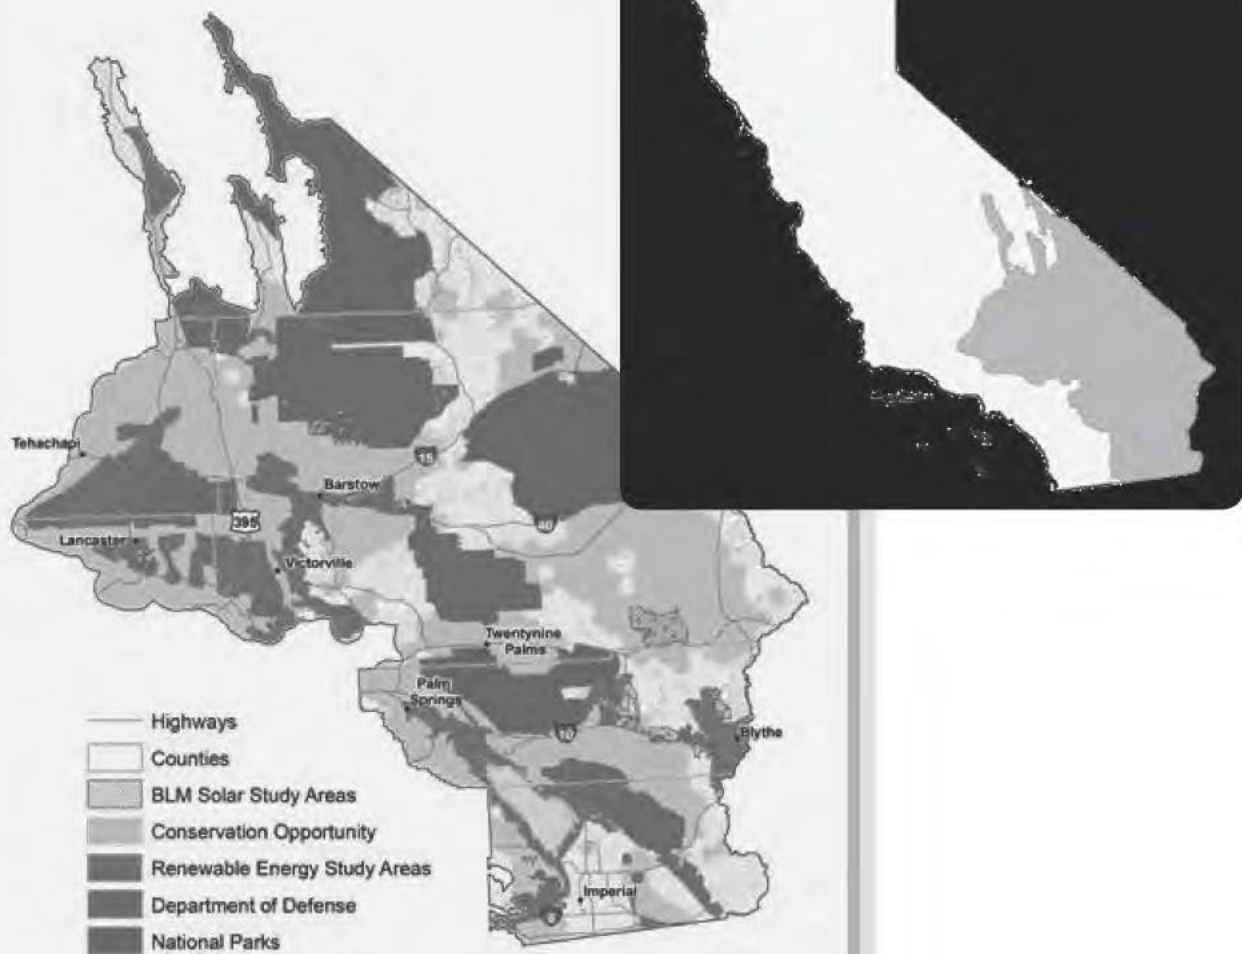 Tehachapi
15
Barstow
395
40
Lancaster
Victorville
Twentynine
Palms
Palm
Springs
10
Blythe
Imperial
8
Highways
Counties
BLM Solar Study Areas
Conservation Opportunity
Renewable Energy Study Areas
Department of Defense
National Parks